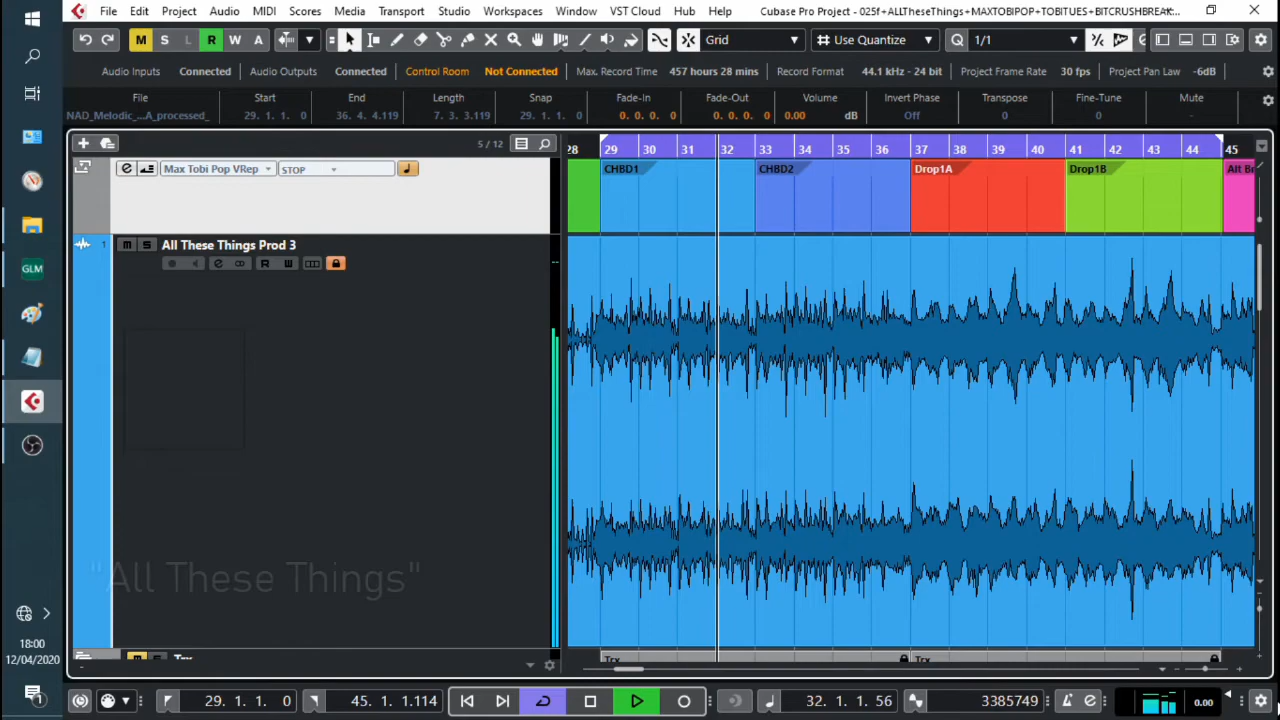 File Edit Project Audio MIDI Scores Media Transport Studio Workspaces Window VST Cloud Hub Help Cubase Pro Project - 025f+ALLTheseThings+MAXTOBIPOP+TOBITUES+BITCRUSHBREAK...
M S L R W A Grid # Use Quantize Q 1/1
Audio Inputs Connected Audio Outputs Connected Control Room Not Connected Max. Record Time 457 hours 28 mins Record Format 44.1 kHz - 24 bit Project Frame Rate 30 fps Project Pan Law -6dB
File Start End Length Snap Fade-In Fade-Out Volume Invert Phase Transpose Fine-Tune Mute
NAD_Melodic_...A_processed_ 29. 1. 1. 0 36. 4. 4.119 7. 3. 3.119 29. 1. 1. 0 0. 0. 0. 0 0. 0. 0. 0 0.00 dB Off 0 0 -
5 / 12 28 29 30 31 32 33 34 35 36 37 38 39 40 41 42 43 44 45
Max Tobi Pop VRep STOP CHBD1 CHBD2 Drop1A Drop1B Alt Br
1 m S All These Things Prod 3
e R W
GLM
"All These Things"
18:00
12/04/2020
Trx Trx Trx
1 29. 1. 1. 0 45. 1. 1.114 32. 1. 1. 56 3385749 0.00